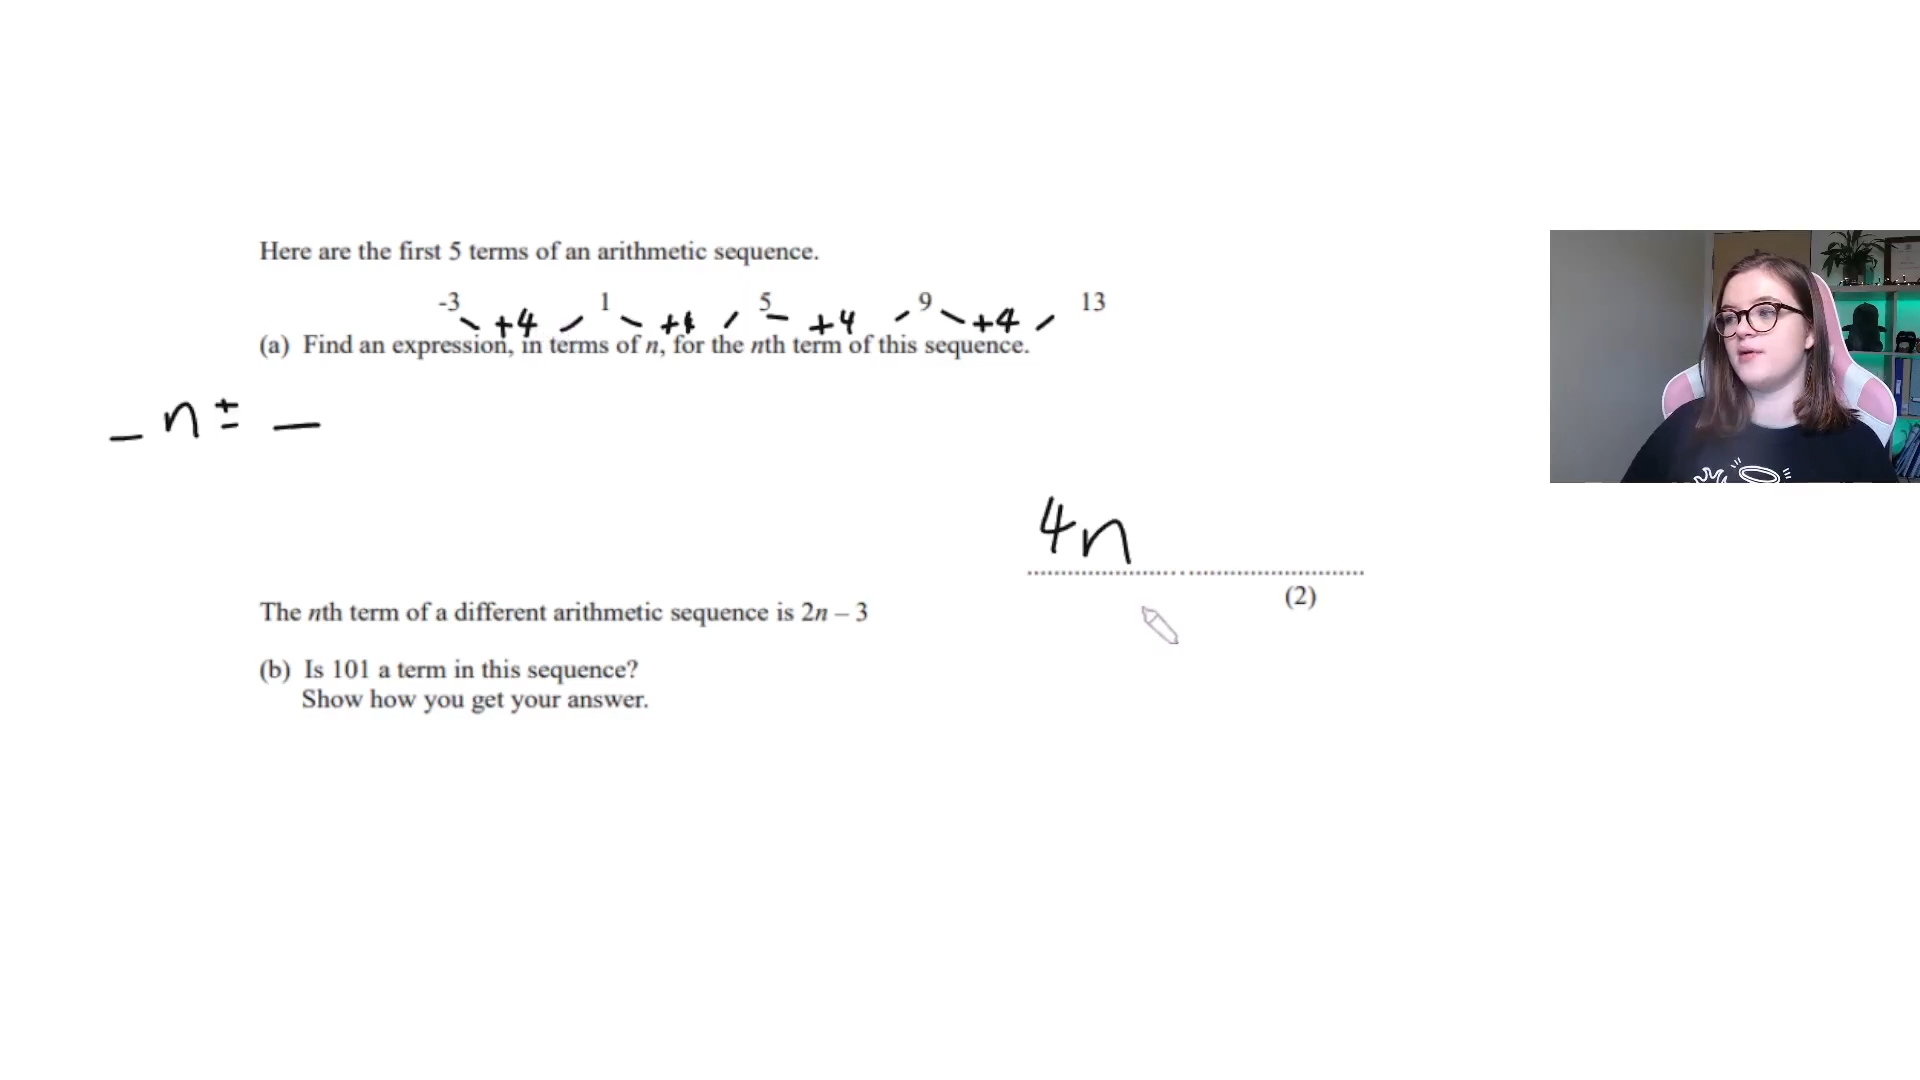 Here are the first 5 terms of an arithmetic sequence.
-3 1 5 9 13
+4 +4 +4 +4
(a) Find an expression, in terms of n, for the nth term of this sequence.
_ n ± _
4n
(2)
The nth term of a different arithmetic sequence is 2n – 3
(b) Is 101 a term in this sequence?
Show how you get your answer.